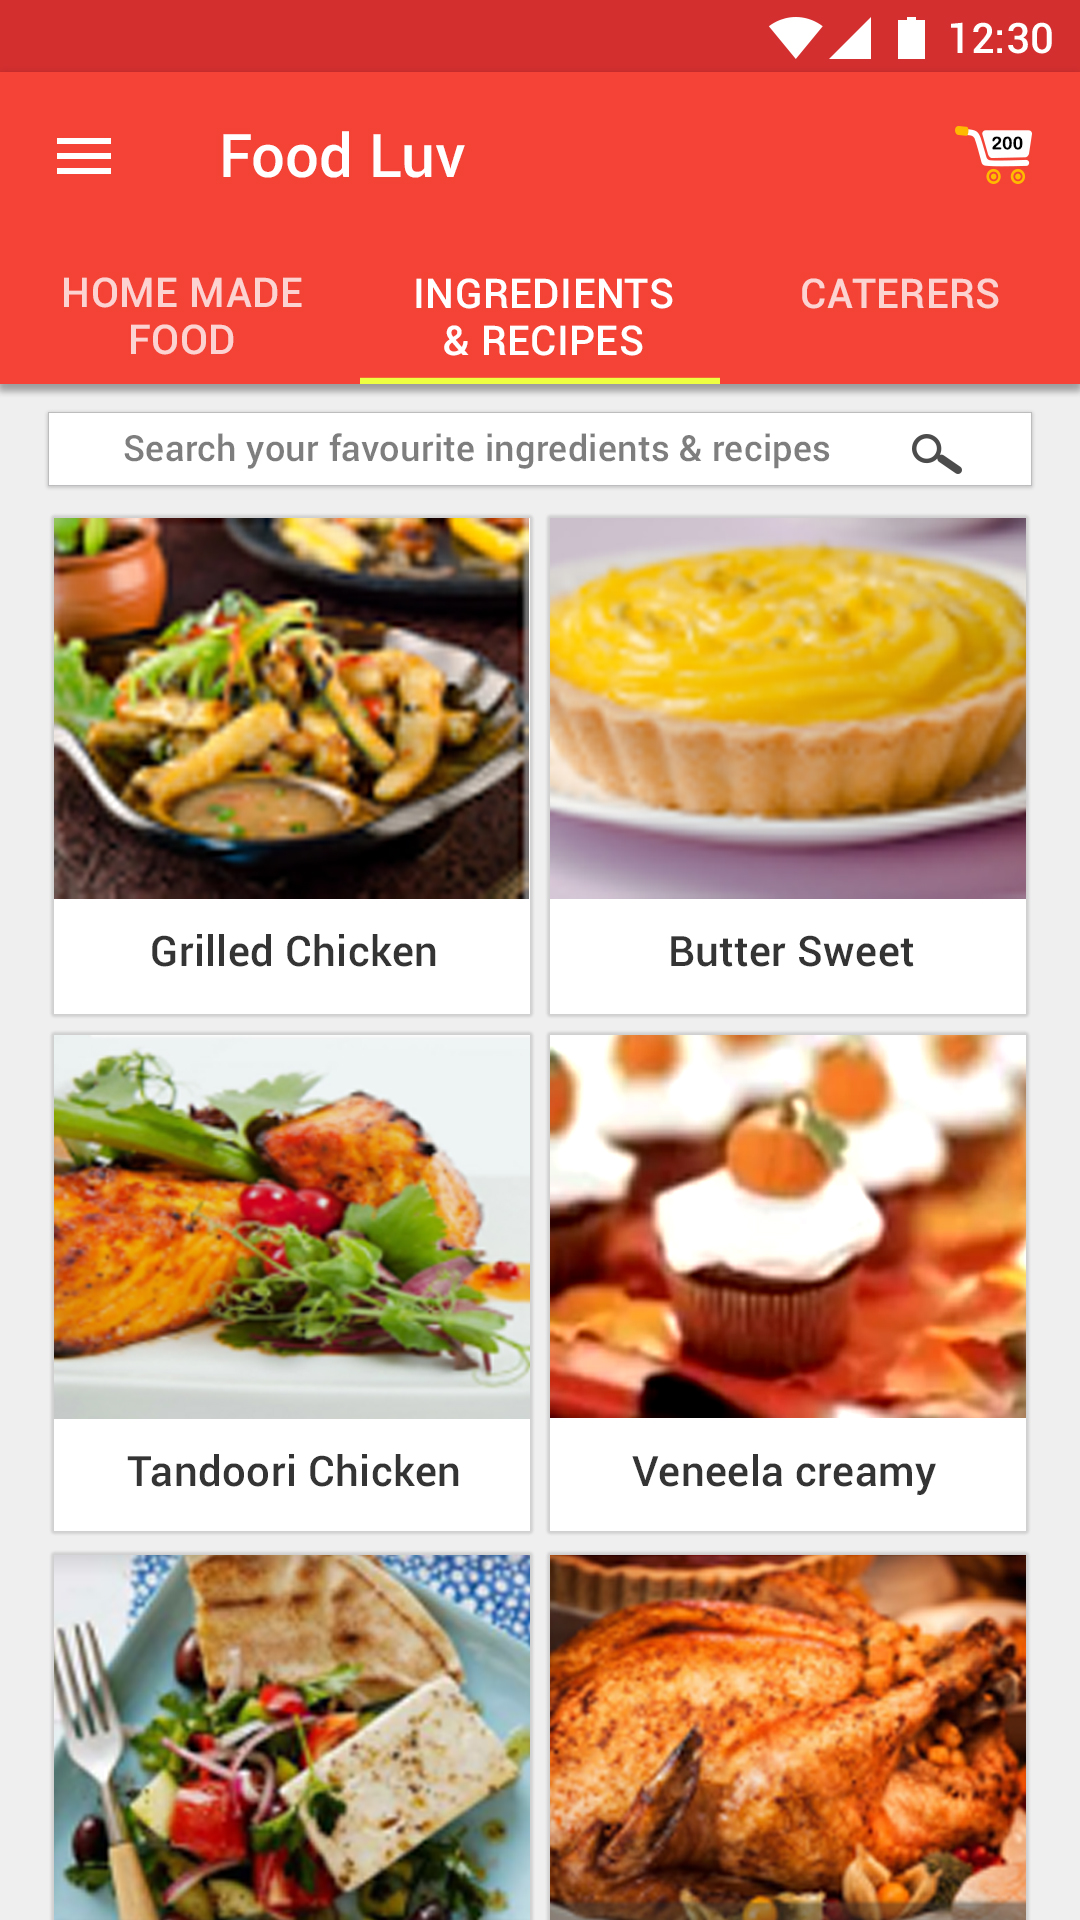 12:30
Food Luv
200
HOME MADE
FOOD
INGREDIENTS
& RECIPES
CATERERS
Search your favourite ingredients & recipes
Grilled Chicken
Butter Sweet
Tandoori Chicken
Veneela creamy